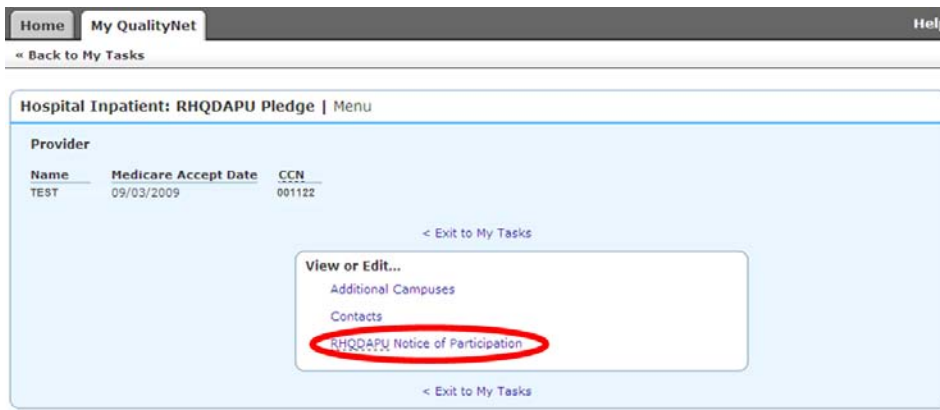 Home My QualityNet Help
« Back to My Tasks
Hospital Inpatient: RHQDAPU Pledge | Menu
Provider
Name Medicare Accept Date CCN
TEST 09/03/2009 001122
< Exit to My Tasks
View or Edit...
Additional Campuses
Contacts
RHQDAPU Notice of Participation
< Exit to My Tasks